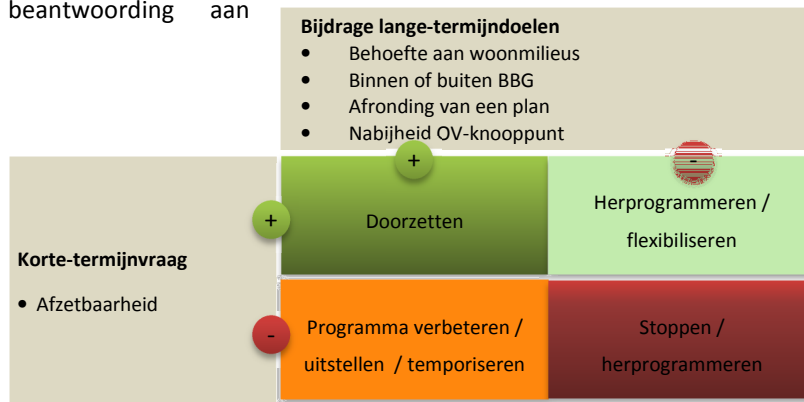 beantwoording aan
Bijdrage lange-termijndoelen
• Behoefte aan woonmilieus
• Binnen of buiten BBG
• Afronding van een plan
• Nabijheid OV-knooppunt
+
-
+
Doorzetten
Herprogrammeren /
flexibiliseren
Korte-termijnvraag
• Afzetbaarheid
-
Programma verbeteren /
uitstellen / temporiseren
Stoppen /
herprogrammeren